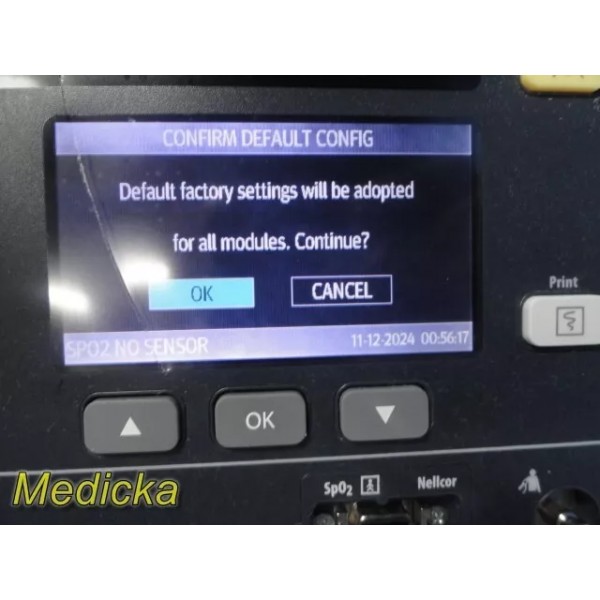 CONFIRM DEFAULT CONFIG
Default factory settings will be adopted
for all modules. Continue?
OK CANCEL
SPO2 NO SENSOR 11-12-2024 00:56:17
Print
OK
Medicka
SpO₂ Nellcor